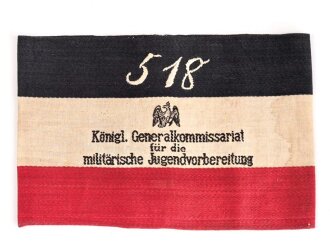 518
Königl. Generalkommissariat
für die
militärische Jugendvorbereitung